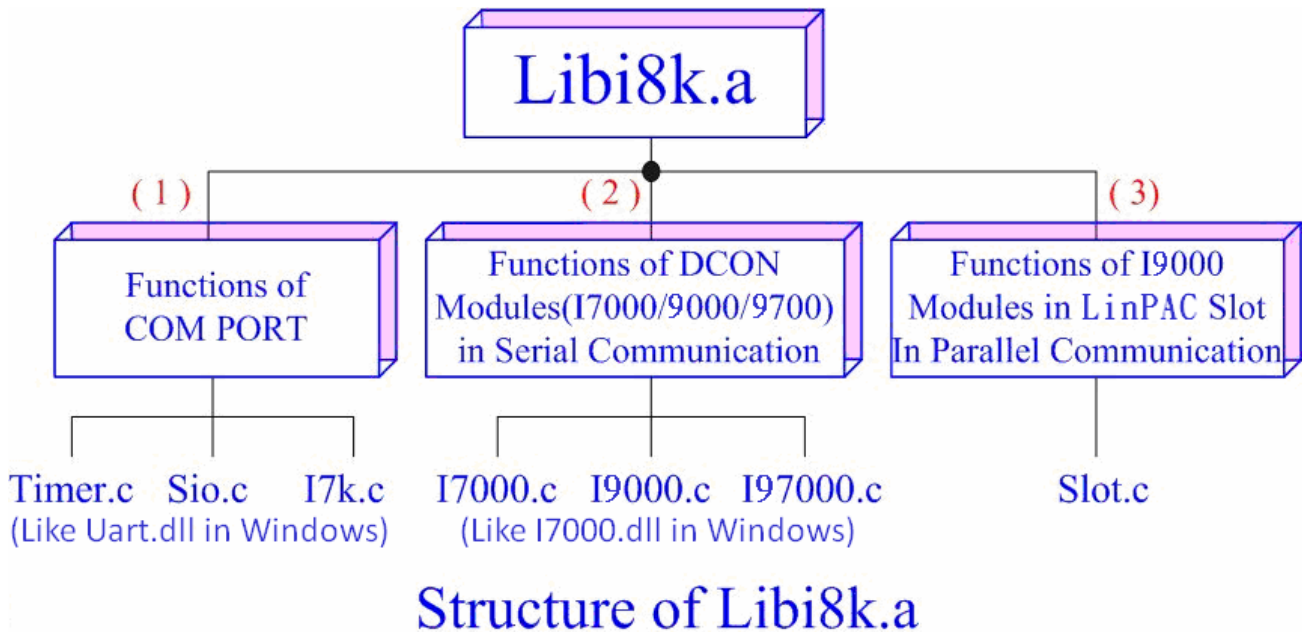 Libi8k.a
( 1 )
( 2 )
( 3)
Functions of
COM PORT
Functions of DCON
Modules(I7000/9000/9700)
in Serial Communication
Functions of I9000
Modules in LinPAC Slot
In Parallel Communication
Timer.c Sio.c I7k.c
(Like Uart.dll in Windows)
I7000.c I9000.c I97000.c
(Like I7000.dll in Windows)
Slot.c
Structure of Libi8k.a